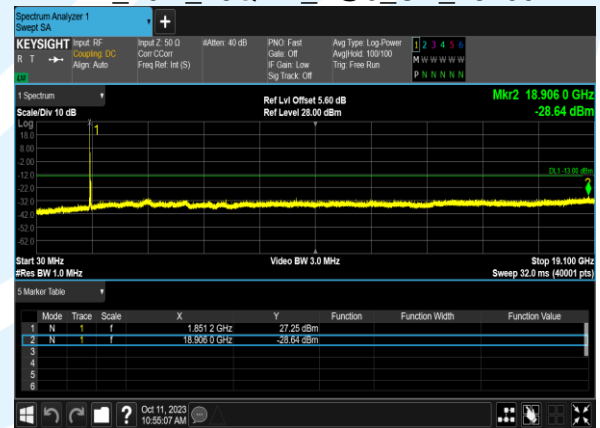 Spectrum Analyzer 1
Swept SA
+
KEYSIGHT Input: RF Input Z: 50 Ω #Atten: 40 dB PNO: Fast Avg Type: Log-Power 1 2 3 4 5 6
R T Coupling: DC Corr CCorr Gate: Off Avg|Hold: 100/100 M W W W W W
Align: Auto Freq Ref: Int (S) IF Gain: Low Trig: Free Run
LXI Sig Track: Off P N N N N N
1 Spectrum Ref Lvl Offset 5.60 dB Mkr2 18.906 0 GHz
Scale/Div 10 dB Ref Level 28.00 dBm -28.64 dBm
Log
18.0 1
8.00
-2.00
-12.0 DL1 -13.00 dBm
-22.0 2
-32.0
-42.0
-52.0
-62.0
Start 30 MHz Video BW 3.0 MHz Stop 19.100 GHz
#Res BW 1.0 MHz Sweep 32.0 ms (40001 pts)
5 Marker Table
Mode Trace Scale X Y Function Function Width Function Value
1 N 1 f 1.851 2 GHz 27.25 dBm
2 N 1 f 18.906 0 GHz -28.64 dBm
3
4
5
6
? Oct 11, 2023
10:55:07 AM